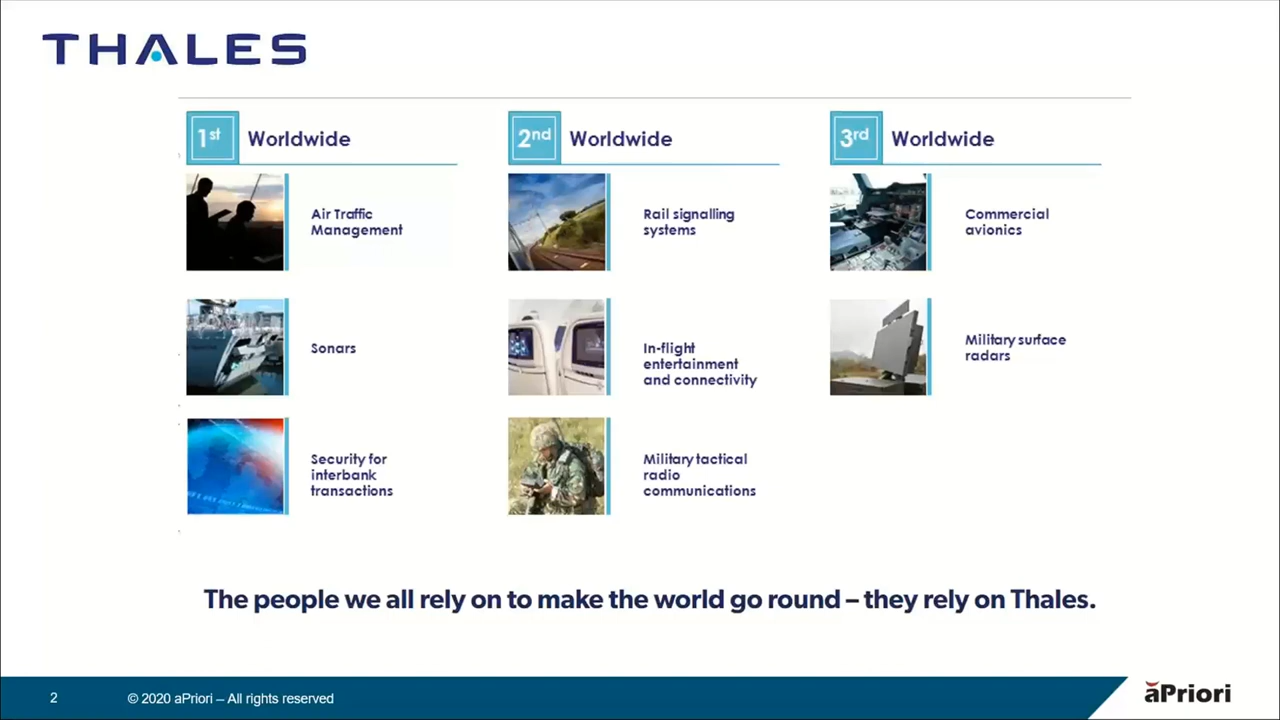 THALES
1st Worldwide
Air Traffic
Management
Sonars
Security for
interbank
transactions
2nd Worldwide
Rail signalling
systems
In-flight
entertainment
and connectivity
Military tactical
radio
communications
3rd Worldwide
Commercial
avionics
Military surface
radars
The people we all rely on to make the world go round – they rely on Thales.
2
© 2020 aPriori – All rights reserved
aPriori